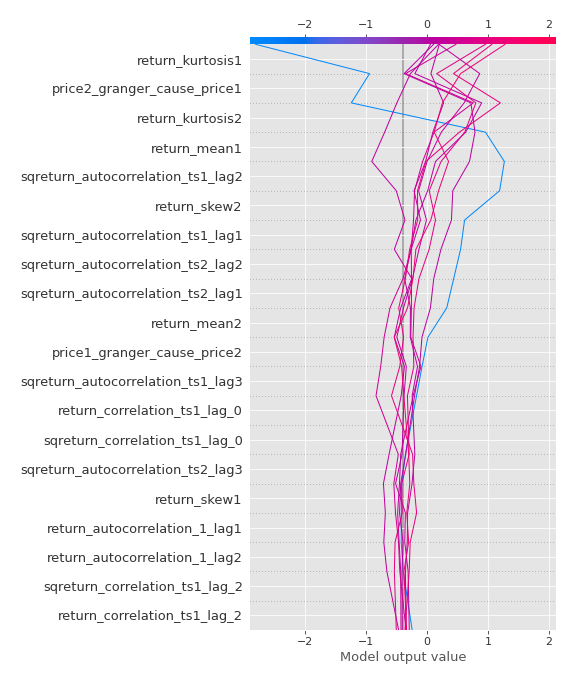 −2 −1 0 1 2
return_kurtosis1
price2_granger_cause_price1
return_kurtosis2
return_mean1
sqreturn_autocorrelation_ts1_lag2
return_skew2
sqreturn_autocorrelation_ts1_lag1
sqreturn_autocorrelation_ts2_lag2
sqreturn_autocorrelation_ts2_lag1
return_mean2
price1_granger_cause_price2
sqreturn_autocorrelation_ts1_lag3
return_correlation_ts1_lag_0
sqreturn_correlation_ts1_lag_0
sqreturn_autocorrelation_ts2_lag3
return_skew1
return_autocorrelation_1_lag1
return_autocorrelation_1_lag2
sqreturn_correlation_ts1_lag_2
return_correlation_ts1_lag_2
−2 −1 0 1 2
Model output value